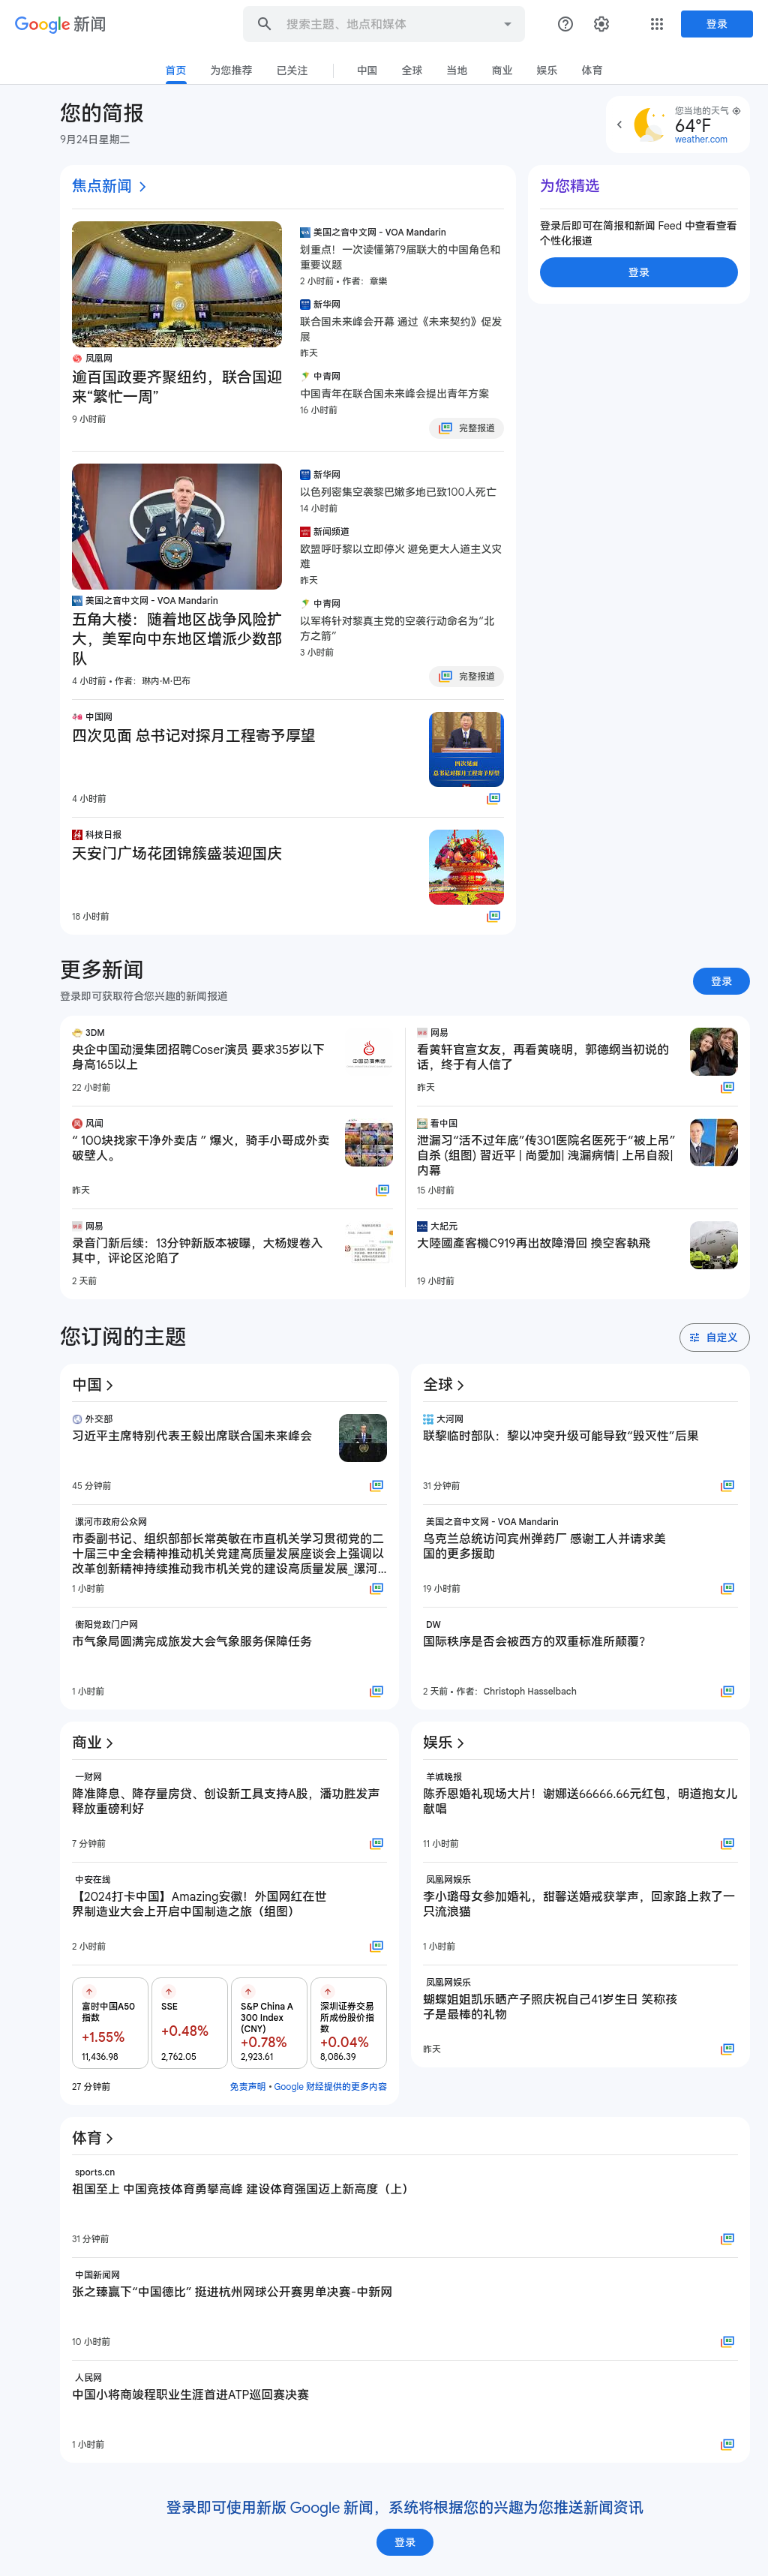 Google 新闻
搜索主题、地点和媒体
登录
首页
为您推荐
已关注
中国
全球
当地
商业
娱乐
体育
您的简报
9月24日星期二
您当地的天气
64°F
weather.com
焦点新闻
凤凰网
逾百国政要齐聚纽约，联合国迎
来“繁忙一周”
9 小时前
美国之音中文网 - VOA Mandarin
划重点！一次读懂第79届联大的中国角色和
重要议题
2 小时前 • 作者：章樂
新华网
联合国未来峰会开幕 通过《未来契约》促发
展
昨天
中青网
中国青年在联合国未来峰会提出青年方案
16 小时前
完整报道
美国之音中文网 - VOA Mandarin
五角大楼：随着地区战争风险扩
大，美军向中东地区增派少数部
队
4 小时前 • 作者：琳内·M·巴布
新华网
以色列密集空袭黎巴嫩多地已致100人死亡
14 小时前
新闻频道
欧盟呼吁黎以立即停火 避免更大人道主义灾
难
昨天
中青网
以军将针对黎真主党的空袭行动命名为“北
方之箭”
3 小时前
完整报道
中国网
四次见面 总书记对探月工程寄予厚望
四次见面
总书记对探月工程寄予厚望
4 小时前
科技日报
天安门广场花团锦簇盛装迎国庆
祝福祖国
18 小时前
为您精选
登录后即可在简报和新闻 Feed 中查看查看
个性化报道
登录
更多新闻
登录即可获取符合您兴趣的新闻报道
登录
3DM
央企中国动漫集团招聘Coser演员 要求35岁以下
身高165以上
中国动漫集团
22 小时前
风闻
“ 100块找家干净外卖店 ” 爆火，骑手小哥成外卖
破壁人。
昨天
网易
录音门新后续：13分钟新版本被曝，大杨嫂卷入
其中，评论区沦陷了
2 天前
网易
看黄轩官宣女友，再看黄晓明，郭德纲当初说的
话，终于有人信了
昨天
看中国
泄漏习“活不过年底”传301医院名医死于“被上吊”
自杀 (组图) 習近平 | 尚愛加| 洩漏病情| 上吊自殺|
内幕
15 小时前
大紀元
大陸國產客機C919再出故障滑回 換空客執飛
19 小时前
您订阅的主题
自定义
中国
外交部
习近平主席特别代表王毅出席联合国未来峰会
45 分钟前
漯河市政府公众网
市委副书记、组织部部长常英敏在市直机关学习贯彻党的二
十届三中全会精神推动机关党建高质量发展座谈会上强调以
改革创新精神持续推动我市机关党的建设高质量发展_漯河...
1 小时前
衡阳党政门户网
市气象局圆满完成旅发大会气象服务保障任务
1 小时前
全球
大河网
联黎临时部队：黎以冲突升级可能导致“毁灭性”后果
31 分钟前
美国之音中文网 - VOA Mandarin
乌克兰总统访问宾州弹药厂 感谢工人并请求美
国的更多援助
19 小时前
DW
国际秩序是否会被西方的双重标准所颠覆？
2 天前 • 作者：Christoph Hasselbach
商业
一财网
降准降息、降存量房贷、创设新工具支持A股，潘功胜发声
释放重磅利好
7 分钟前
中安在线
【2024打卡中国】Amazing安徽！外国网红在世
界制造业大会上开启中国制造之旅（组图）
2 小时前
富时中国A50
指数
+1.55%
11,436.98
SSE
+0.48%
2,762.05
S&P China A
300 Index
(CNY)
+0.78%
2,923.61
深圳证券交易
所成份股价指
数
+0.04%
8,086.39
27 分钟前
免责声明 • Google 财经提供的更多内容
娱乐
羊城晚报
陈乔恩婚礼现场大片！谢娜送66666.66元红包，明道抱女儿
献唱
11 小时前
凤凰网娱乐
李小璐母女参加婚礼，甜馨送婚戒获掌声，回家路上救了一
只流浪猫
1 小时前
凤凰网娱乐
蝴蝶姐姐凯乐晒产子照庆祝自己41岁生日 笑称孩
子是最棒的礼物
昨天
体育
sports.cn
祖国至上 中国竞技体育勇攀高峰 建设体育强国迈上新高度（上）
31 分钟前
中国新闻网
张之臻赢下“中国德比” 挺进杭州网球公开赛男单决赛-中新网
10 小时前
人民网
中国小将商竣程职业生涯首进ATP巡回赛决赛
1 小时前
登录即可使用新版 Google 新闻，系统将根据您的兴趣为您推送新闻资讯
登录